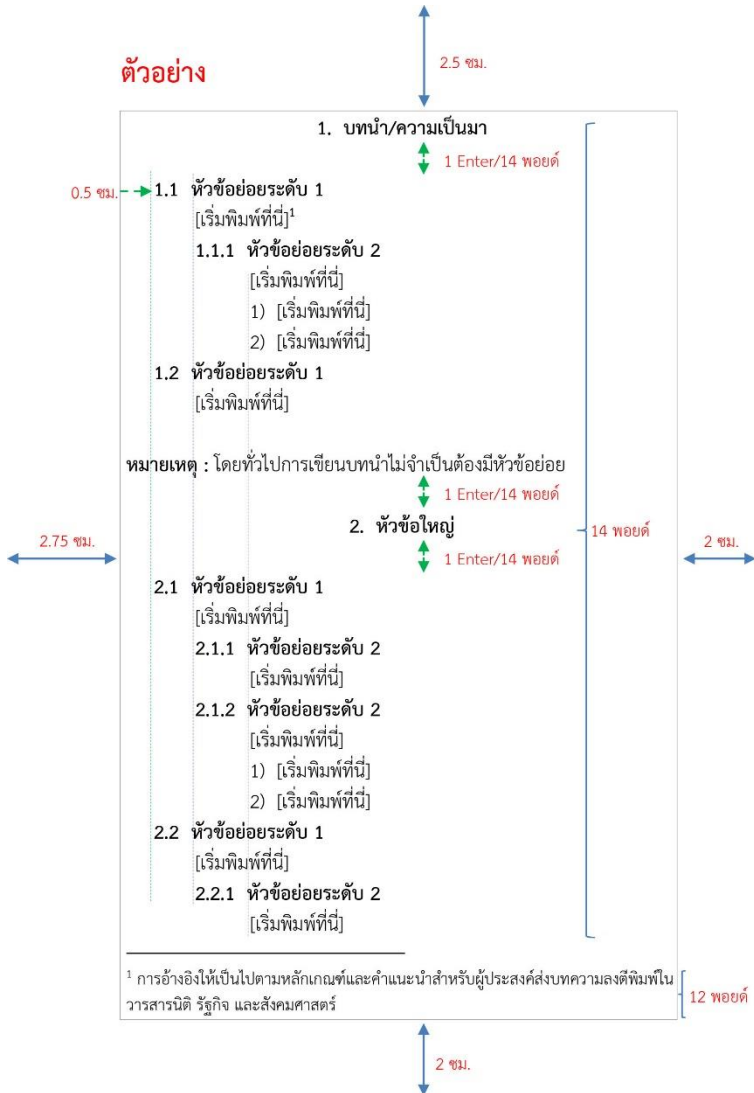 2.5 ซม.
ตัวอย่าง
1. บทนำ/ความเป็นมา
1 Enter/14 พอยต์
0.5 ซม.
1.1 หัวข้อย่อยระดับ 1
[เริ่มพิมพ์ที่นี่]1
1.1.1 หัวข้อย่อยระดับ 2
[เริ่มพิมพ์ที่นี่]
1) [เริ่มพิมพ์ที่นี่]
2) [เริ่มพิมพ์ที่นี่]
1.2 หัวข้อย่อยระดับ 1
[เริ่มพิมพ์ที่นี่]
หมายเหตุ : โดยทั่วไปการเขียนบทนำไม่จำเป็นต้องมีหัวข้อย่อย
1 Enter/14 พอยต์
2. หัวข้อใหญ่
14 พอยต์
2.75 ซม.
2 ซม.
1 Enter/14 พอยต์
2.1 หัวข้อย่อยระดับ 1
[เริ่มพิมพ์ที่นี่]
2.1.1 หัวข้อย่อยระดับ 2
[เริ่มพิมพ์ที่นี่]
2.1.2 หัวข้อย่อยระดับ 2
[เริ่มพิมพ์ที่นี่]
1) [เริ่มพิมพ์ที่นี่]
2) [เริ่มพิมพ์ที่นี่]
2.2 หัวข้อย่อยระดับ 1
[เริ่มพิมพ์ที่นี่]
2.2.1 หัวข้อย่อยระดับ 2
[เริ่มพิมพ์ที่นี่]
1 การอ้างอิงให้เป็นไปตามหลักเกณฑ์และคำแนะนำสำหรับผู้ประสงค์ส่งบทความลงตีพิมพ์ใน
วารสารนิติ รัฐกิจ และสังคมศาสตร์
12 พอยต์
2 ซม.